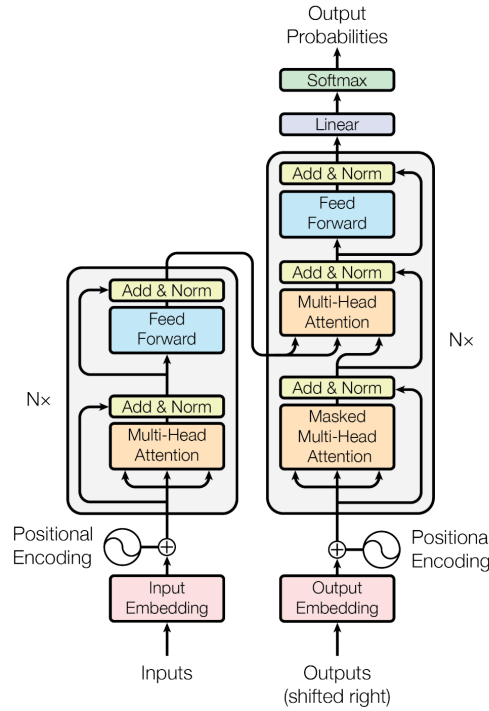 Output
Probabilities
Softmax
Linear
Add & Norm
Feed
Forward
Add & Norm
Multi-Head
Attention
N×
Add & Norm
Masked
Multi-Head
Attention
Add & Norm
Feed
Forward
N×
Add & Norm
Multi-Head
Attention
Positional
Encoding
Positiona
Encoding
Input
Embedding
Output
Embedding
Inputs
Outputs
(shifted right)